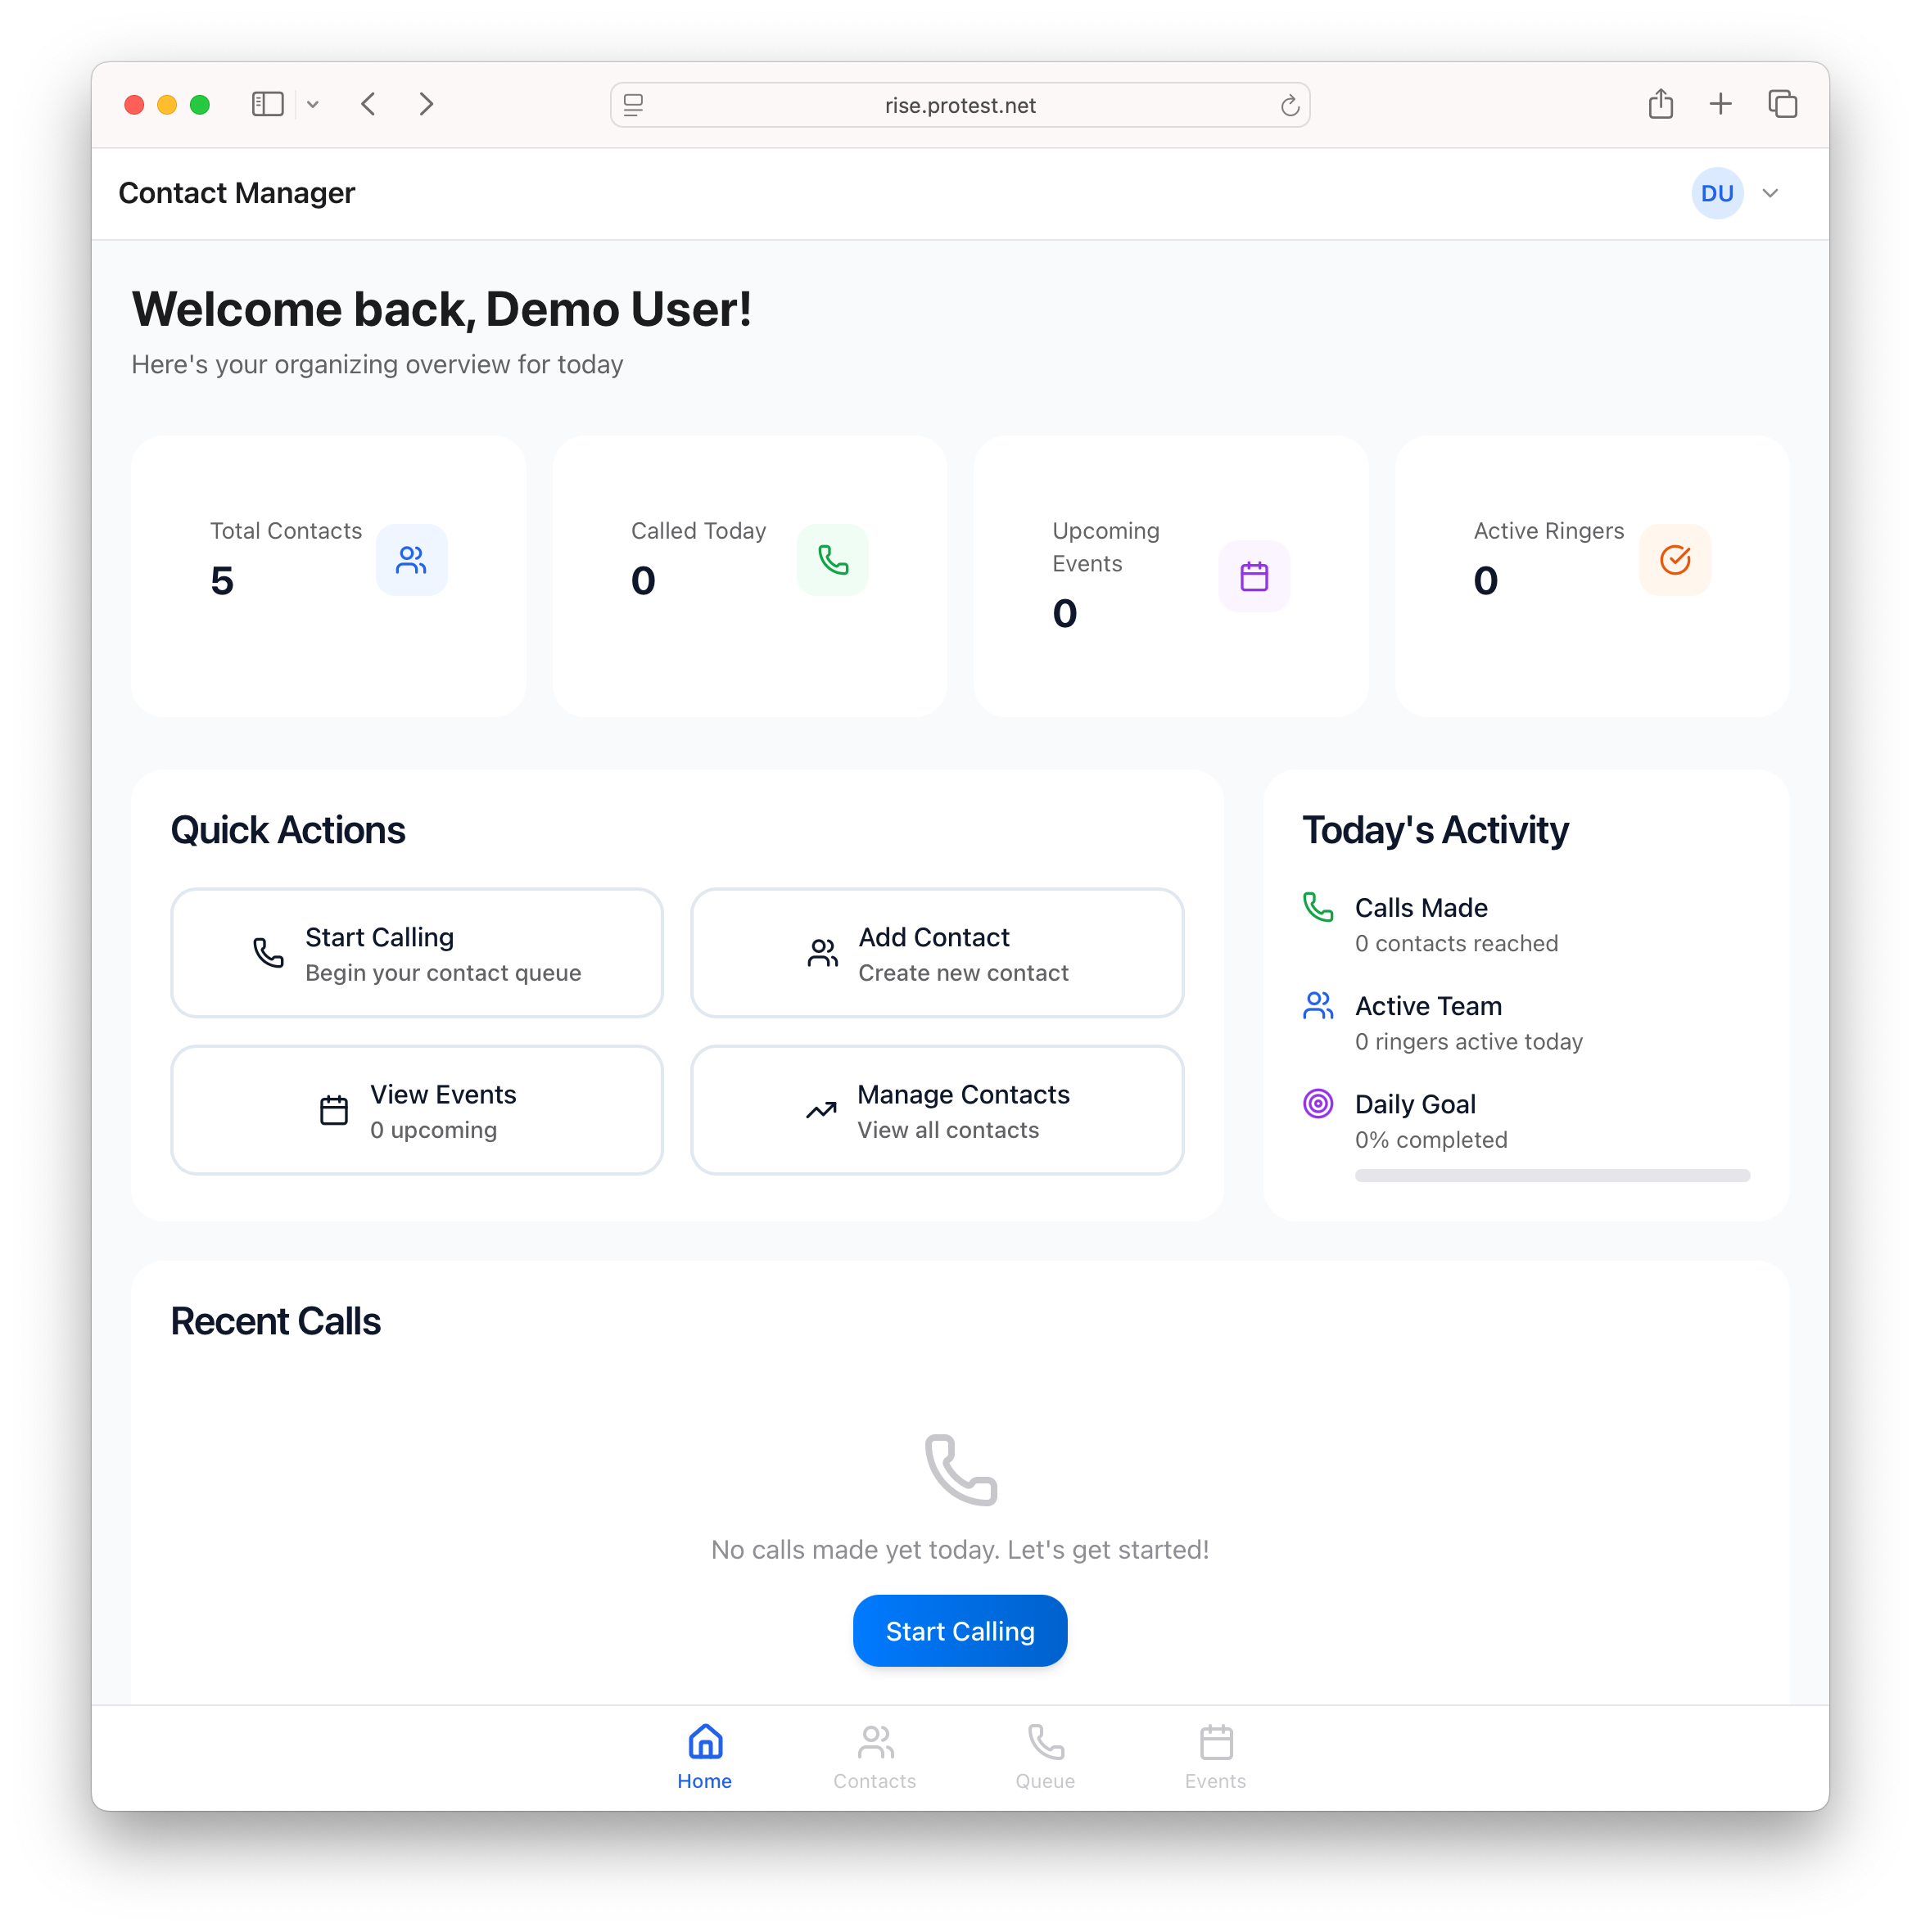 rise.protest.net
Contact Manager
DU
Welcome back, Demo User!
Here's your organizing overview for today
Total Contacts
5
Called Today
0
Upcoming
Events
0
Active Ringers
0
Quick Actions
Start Calling
Begin your contact queue
Add Contact
Create new contact
View Events
0 upcoming
Manage Contacts
View all contacts
Today's Activity
Calls Made
0 contacts reached
Active Team
0 ringers active today
Daily Goal
0% completed
Recent Calls
No calls made yet today. Let's get started!
Start Calling
Home
Contacts
Queue
Events